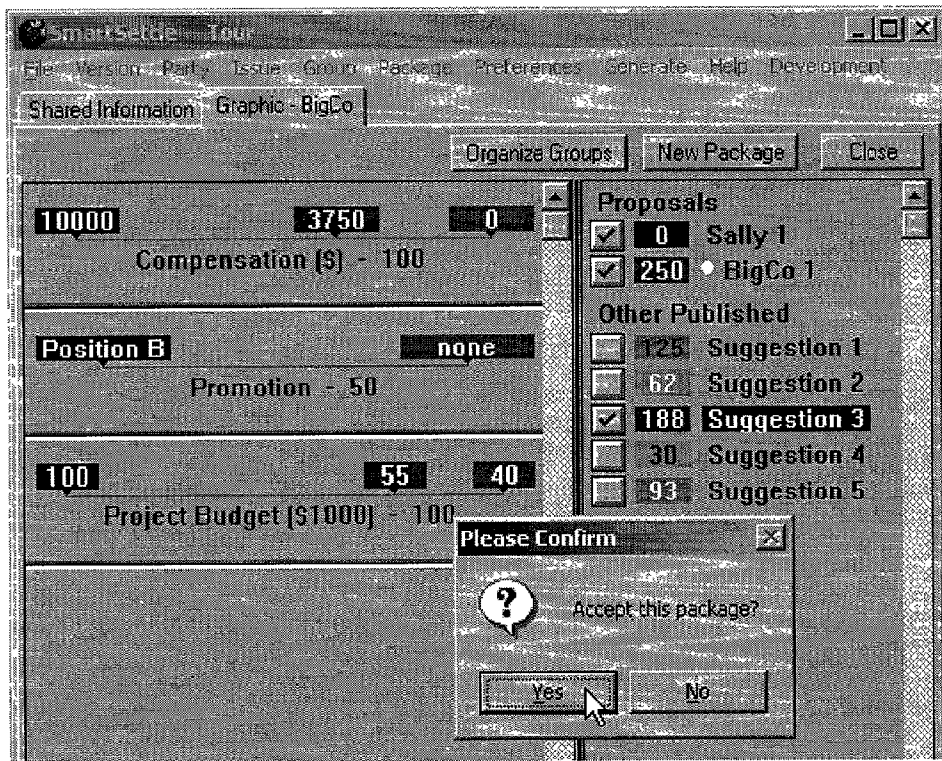 SmartSettle - Tour
File Version Party Issue Group Package Preferences Generate Help Development
Shared Information Graphic - BigCo
Organize Groups New Package Close
10000 3750 0
Compensation ($) - 100
Position B none
Promotion - 50
100 55 40
Project Budget ($1000) - 100
Proposals
0 Sally 1
250 BigCo 1
Other Published
125 Suggestion 1
62 Suggestion 2
188 Suggestion 3
30 Suggestion 4
93 Suggestion 5
Please Confirm
?
Accept this package?
Yes No